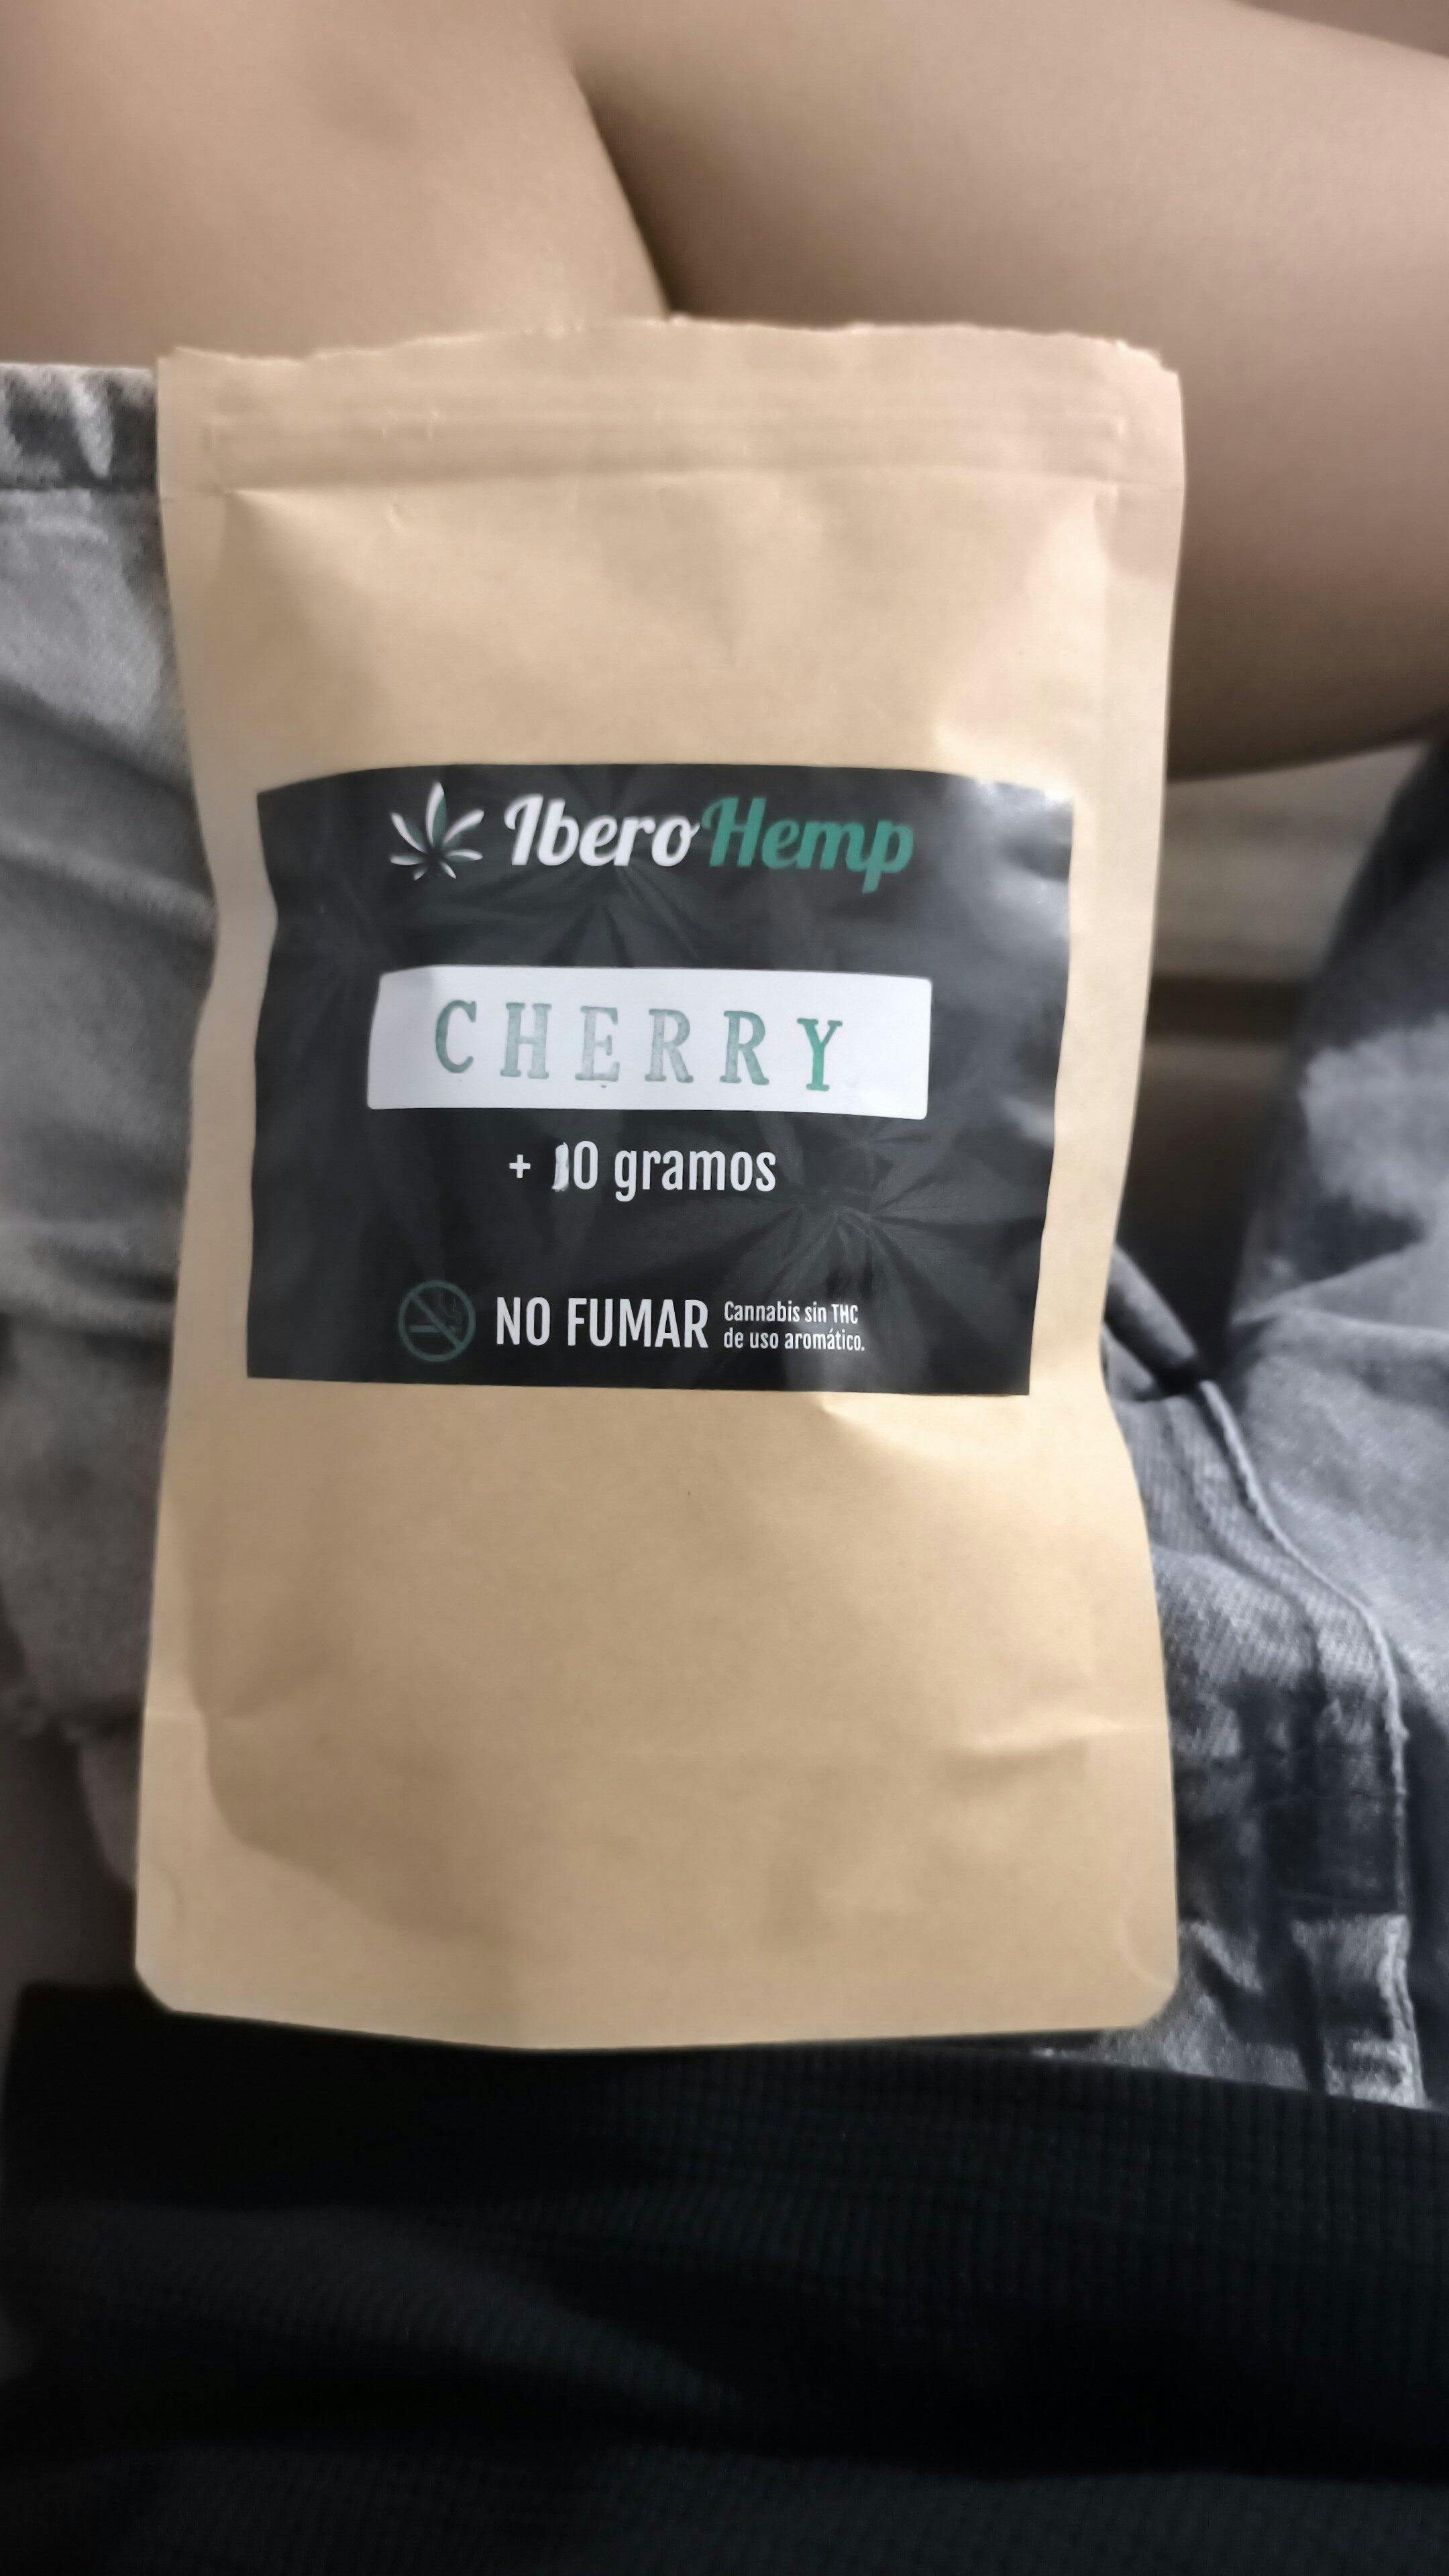 IberoHemp
CHERRY
+ 10 gramos
NO FUMAR Cannabis sin THC
de uso aromático.